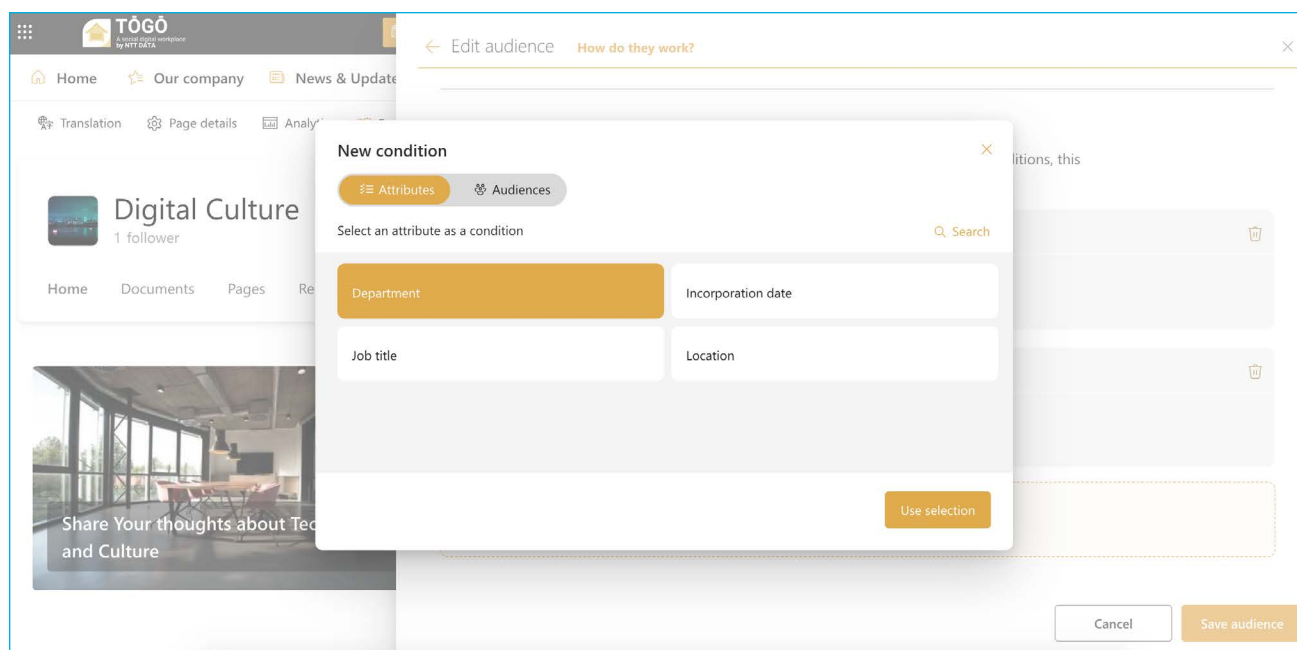 TŌGŌ
A social digital workplace
by NTT DATA
Edit audience How do they work?
Home Our company News & Update
Translation Page details
New condition
litions, this
Attributes Audiences
Digital Culture
1 follower
Select an attribute as a condition Search
Home Documents Pages Re
Department Incorporation date
Job title Location
Share Your thoughts about Tec
and Culture
Use selection
Cancel Save audience